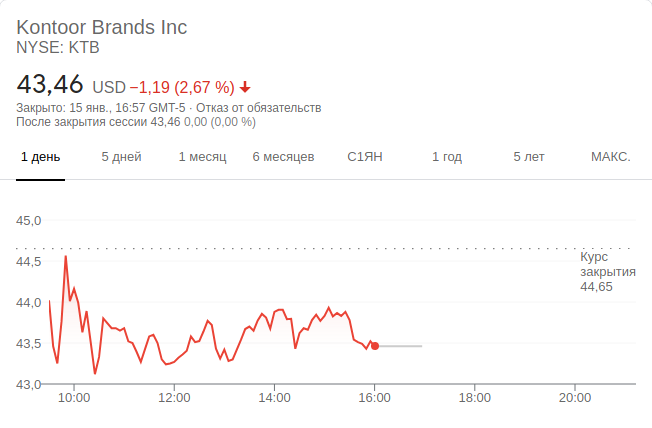 Kontoor Brands Inc
NYSE: KTB
43,46 USD −1,19 (2,67 %)
Закрыто: 15 янв., 16:57 GMT-5 · Отказ от обязательств
После закрытия сессии 43,46 0,00 (0,00 %)
1 день 5 дней 1 месяц 6 месяцев С1ЯН 1 год 5 лет МАКС.
45,0
44,5
44,0
43,5
43,0
Курс
закрытия
44,65
10:00 12:00 14:00 16:00 18:00 20:00